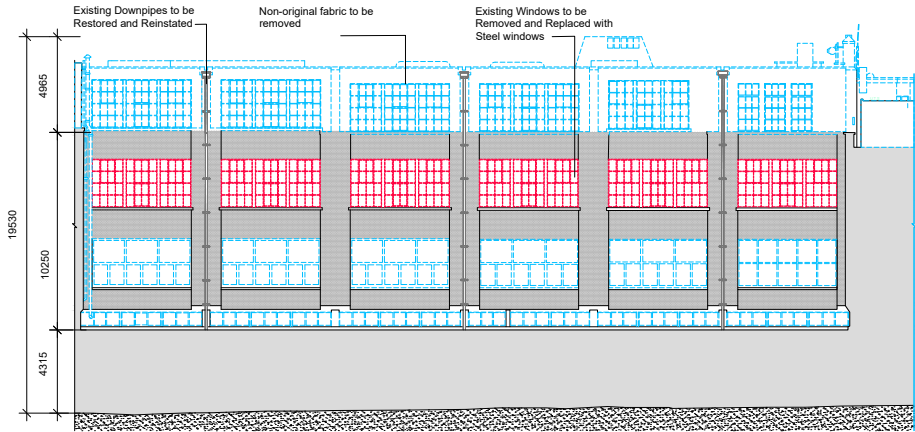 Existing Downpipes to be
Restored and Reinstated
Non-original fabric to be
removed
Existing Windows to be
Removed and Replaced with
Steel windows
4965
19530
10250
4315